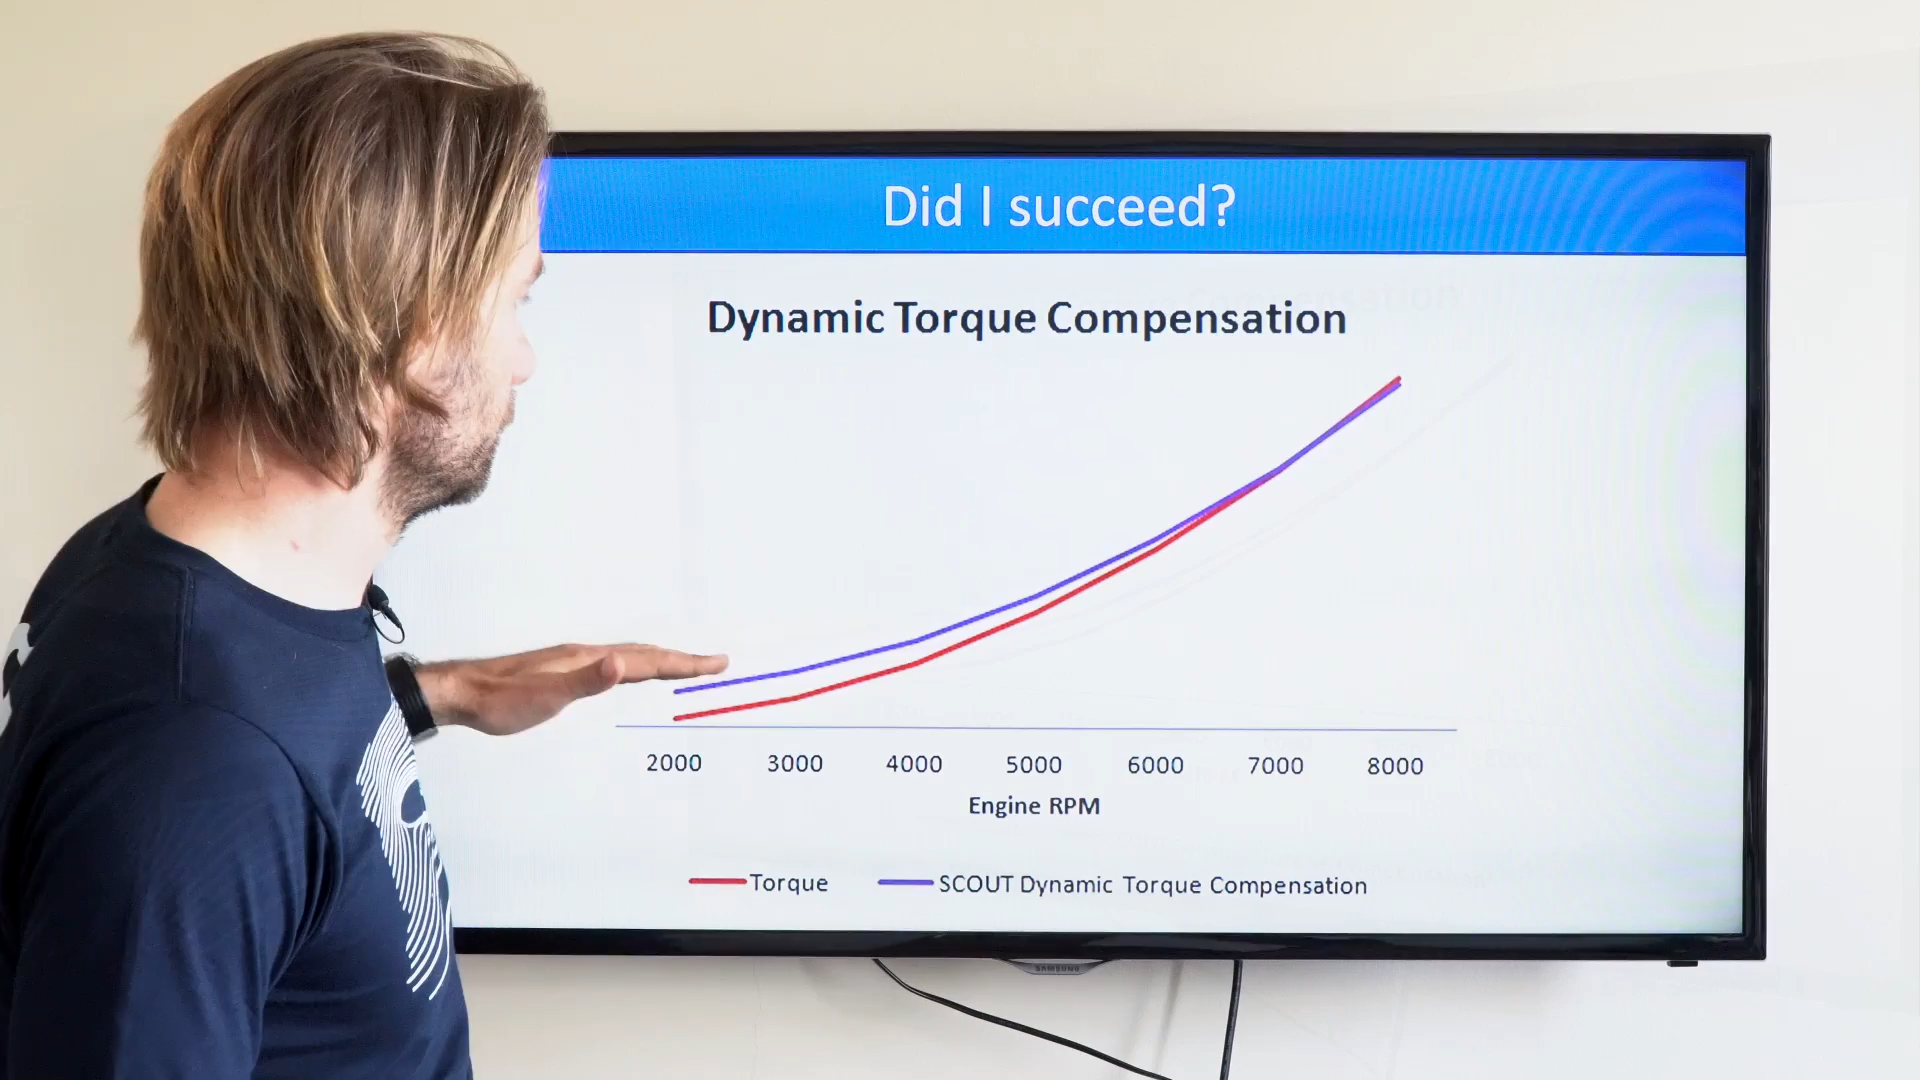 Did I succeed?
Dynamic Torque Compensation
2000 3000 4000 5000 6000 7000 8000
Engine RPM
Torque SCOUT Dynamic Torque Compensation
SAMSUNG